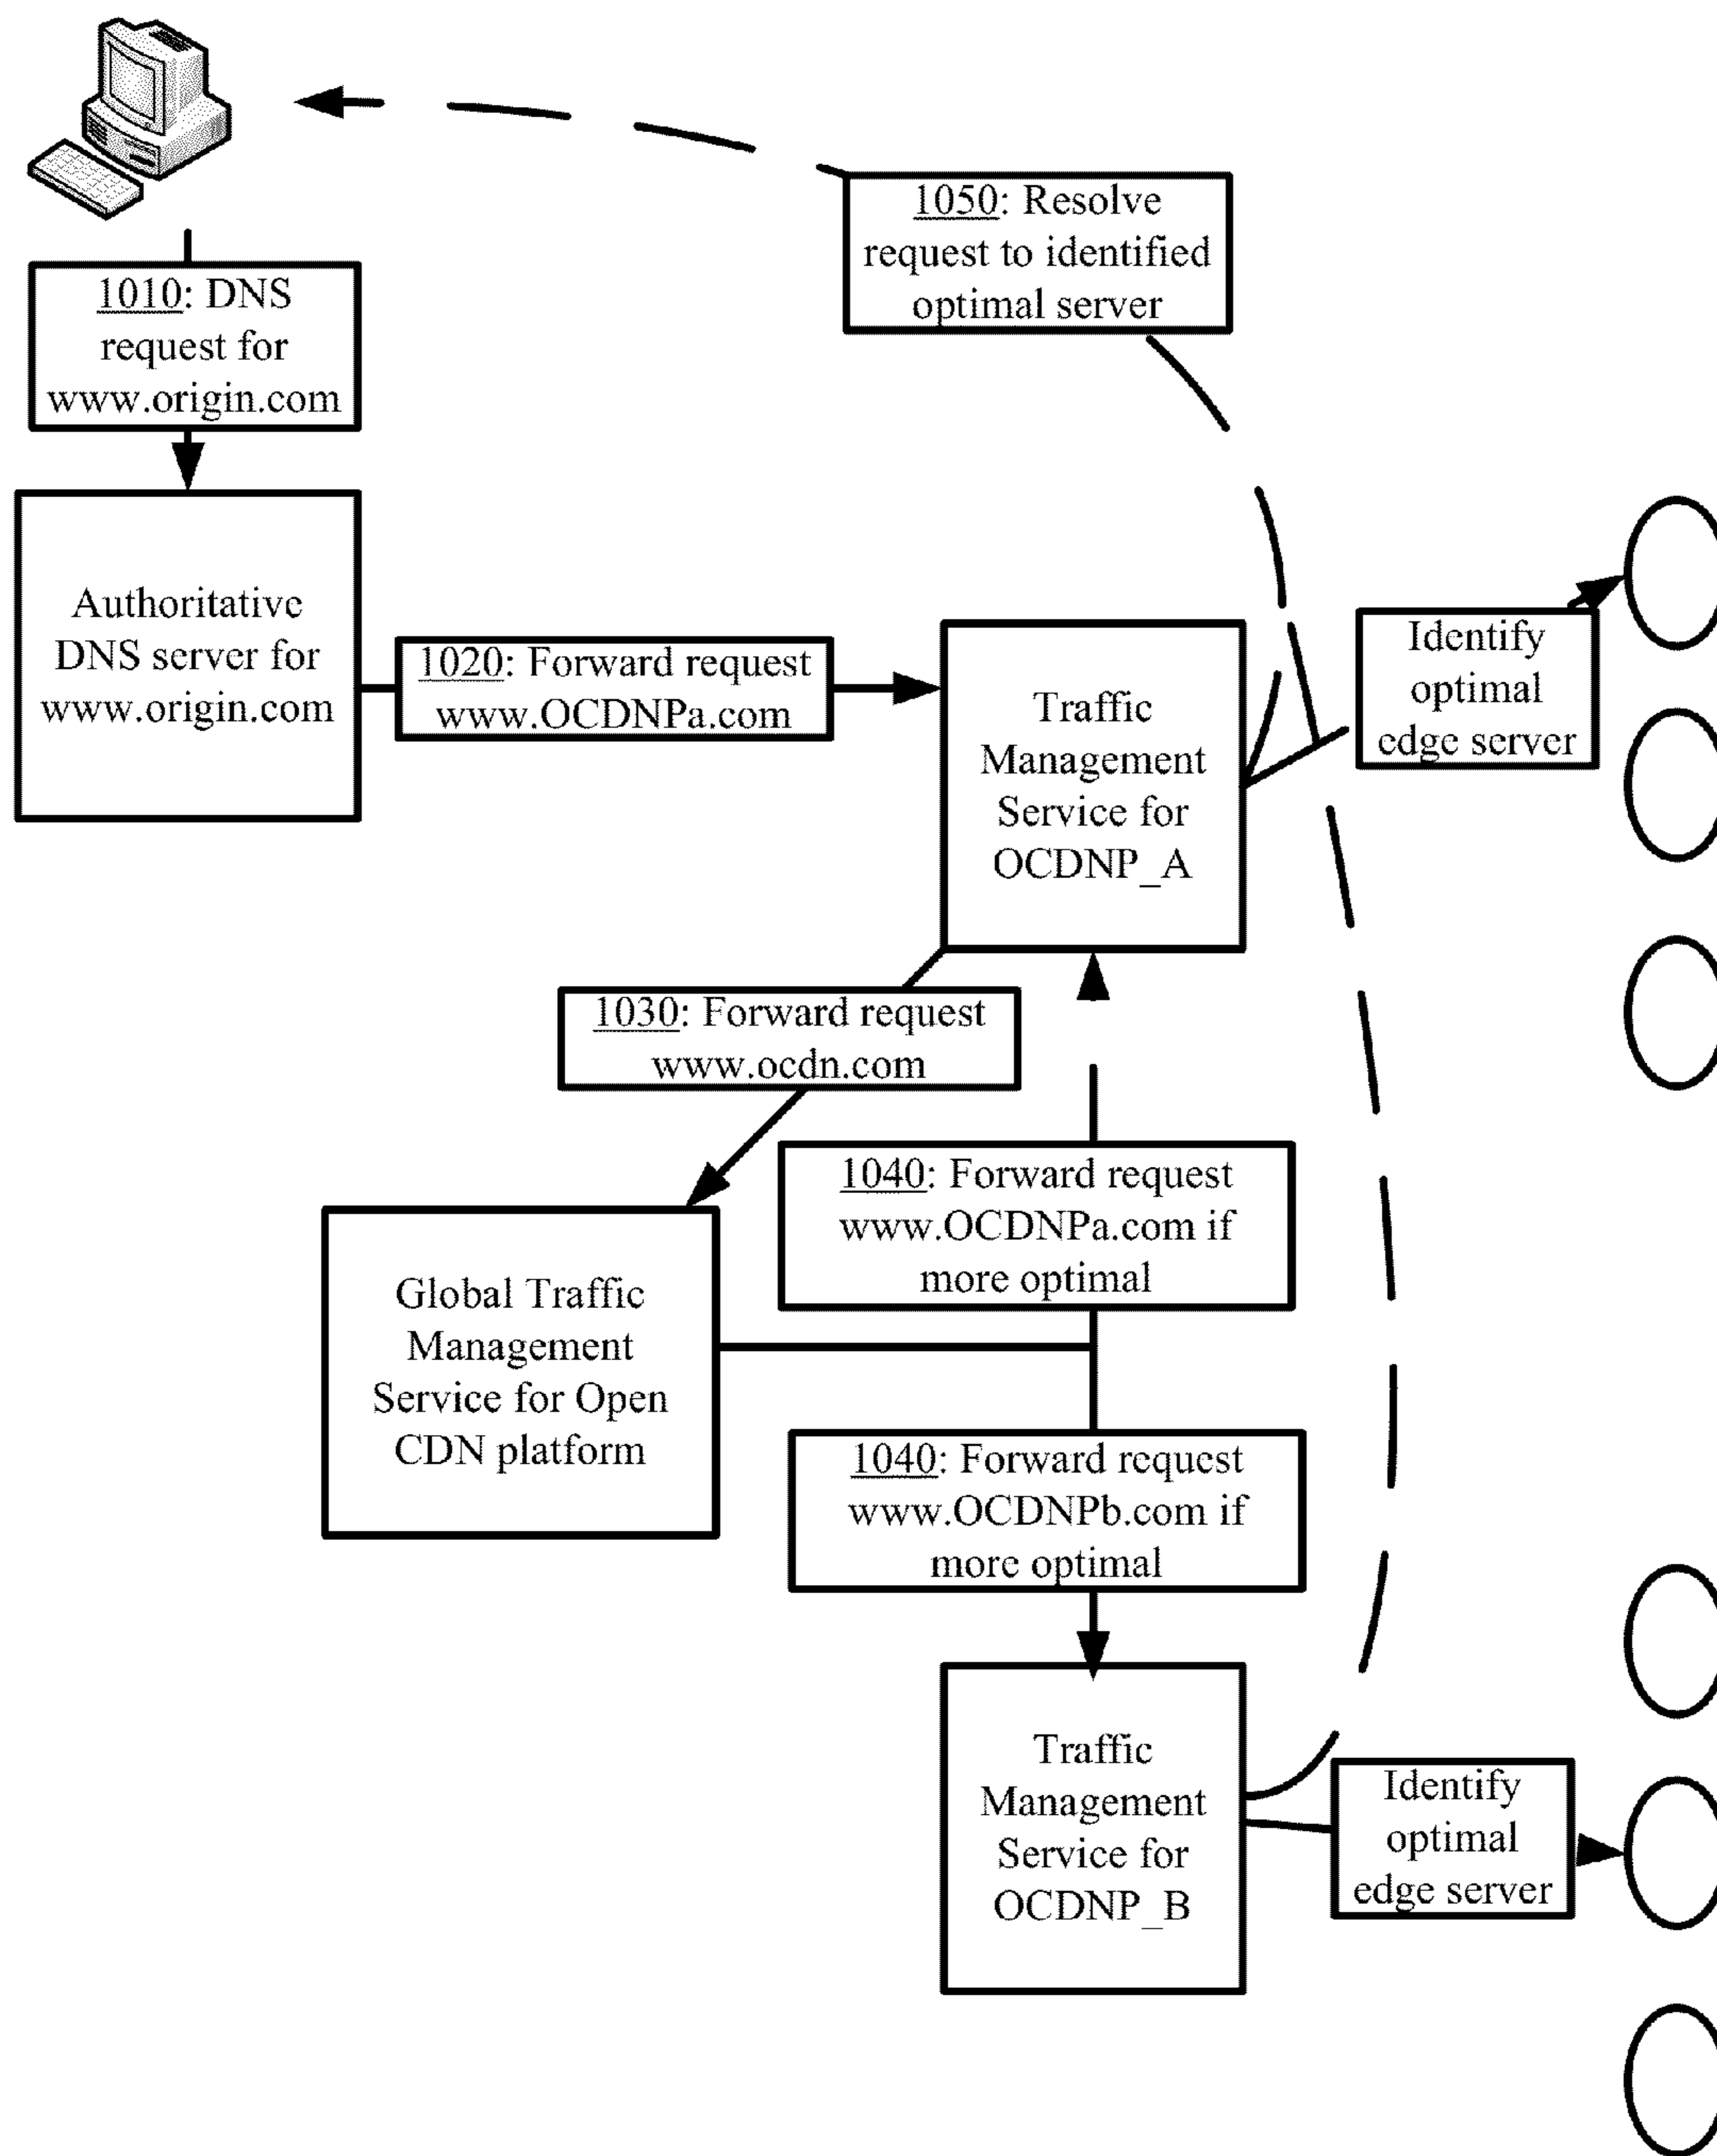 1050: Resolve
request to identified
optimal server
1010: DNS
request for
www.origin.com
Authoritative
DNS server for
www.origin.com
1020: Forward request
www.OCDNPa.com
Traffic
Management
Service for
OCDNP_A
Identify
optimal
edge server
1030: Forward request
www.ocdn.com
1040: Forward request
www.OCDNPa.com if
more optimal
Global Traffic
Management
Service for Open
CDN platform
1040: Forward request
www.OCDNPb.com if
more optimal
Traffic
Management
Service for
OCDNP_B
Identify
optimal
edge server